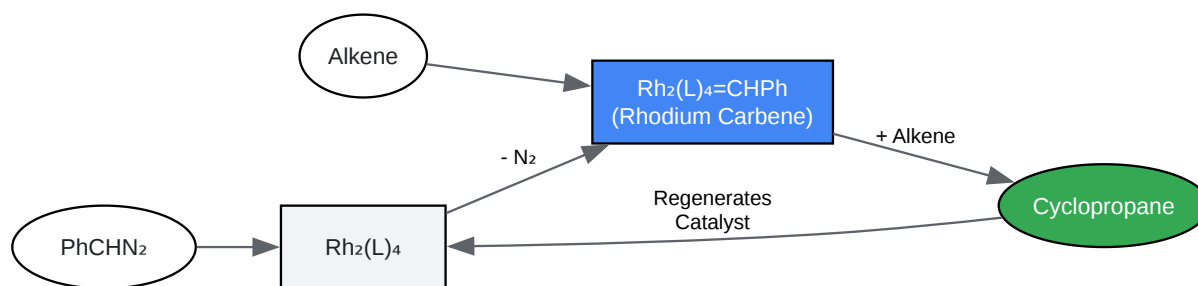 Alkene
Rh₂(L)₄=CHPh
(Rhodium Carbene)
+ Alkene
- N₂
Regenerates
Catalyst
Cyclopropane
PhCHN₂
Rh₂(L)₄